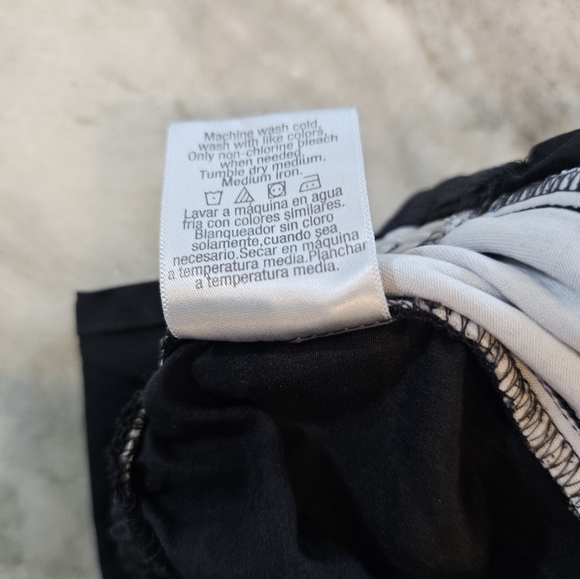 Machine wash cold,
wash with like colors.
Only non-chlorine bleach
when needed.
Tumble dry medium.
Medium Iron.
Lavar a máquina en agua
fria con colores similares.
Blanqueador sin cloro
solamente,cuando sea
necesario.Secar en máquina
a temperatura media.Planchar
a temperatura media.